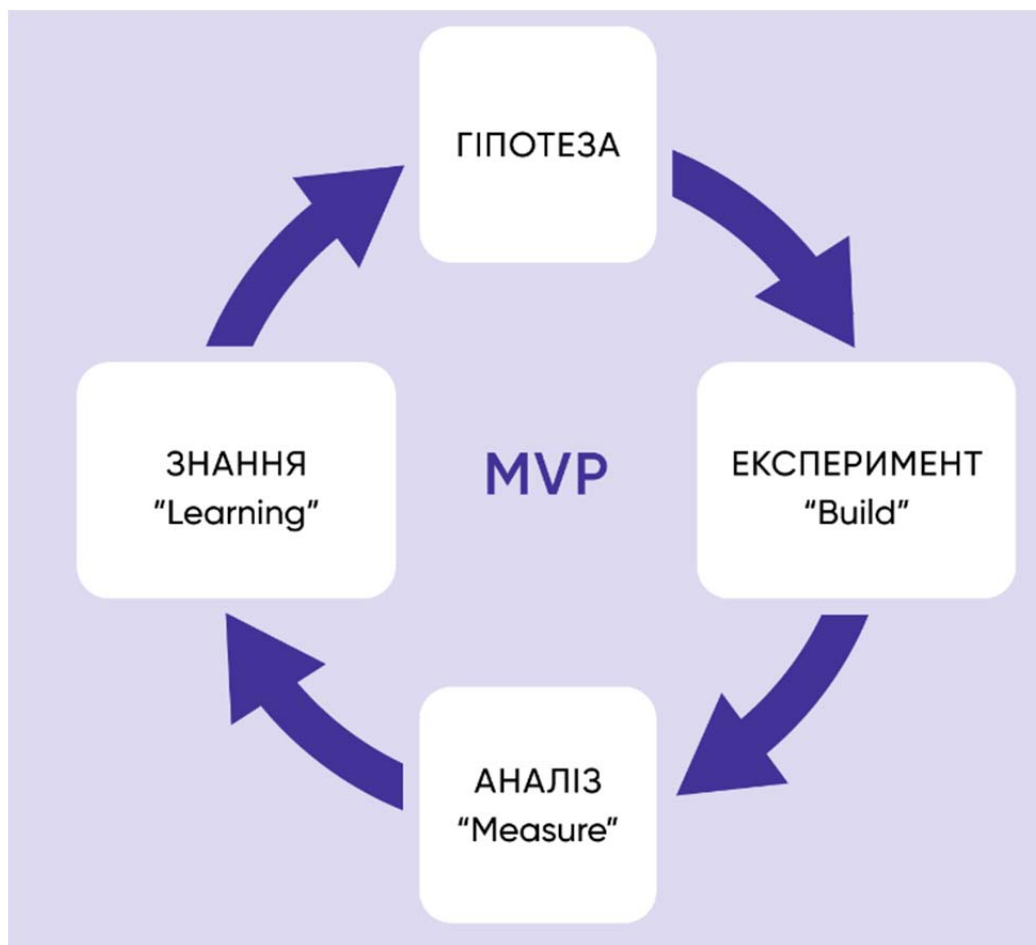 ГІПОТЕЗА
ЗНАННЯ
“Learning”
MVP
ЕКСПЕРИМЕНТ
“Build”
АНАЛІЗ
“Measure”